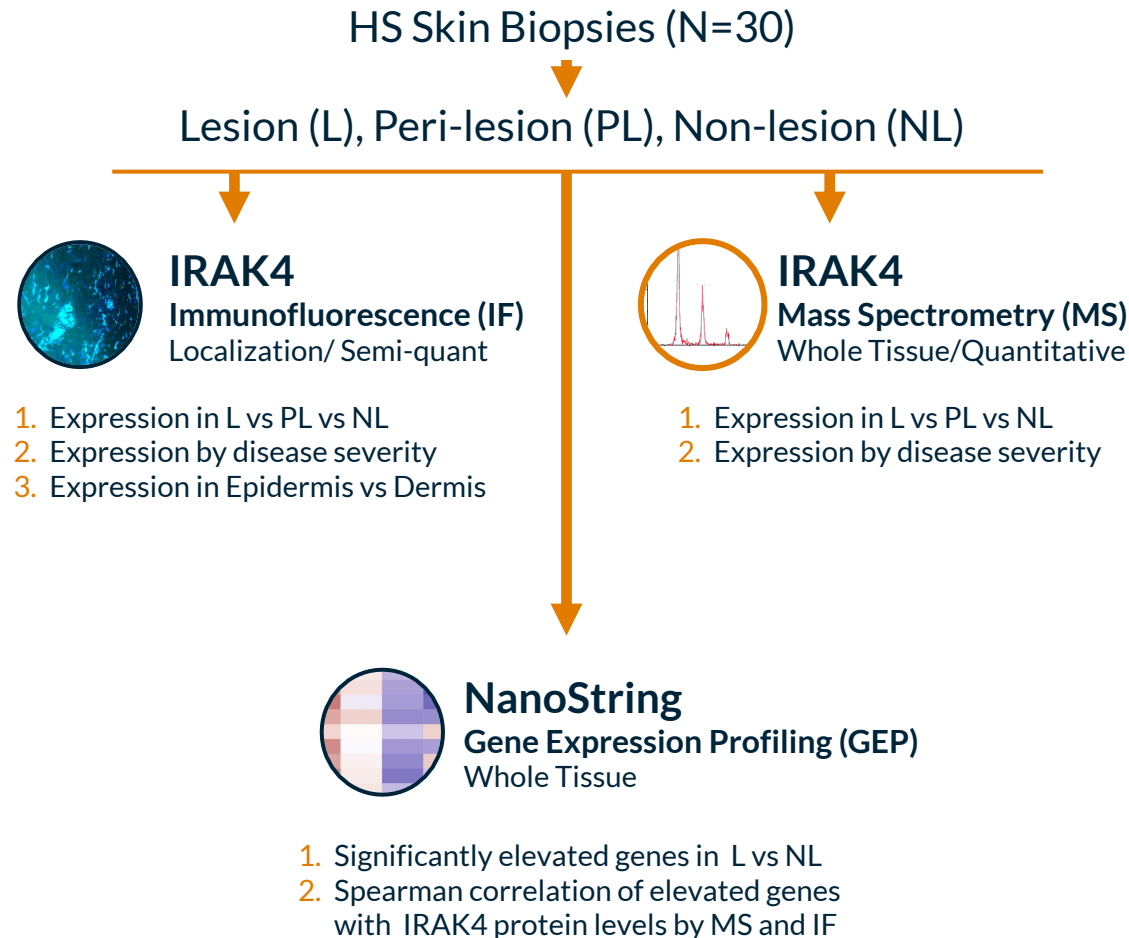 HS Skin Biopsies (N=30)
Lesion (L), Peri-lesion (PL), Non-lesion (NL)
IRAK4
Immunofluorescence (IF)
Localization/ Semi-quant
1. Expression in L vs PL vs NL
2. Expression by disease severity
3. Expression in Epidermis vs Dermis
IRAK4
Mass Spectrometry (MS)
Whole Tissue/Quantitative
1. Expression in L vs PL vs NL
2. Expression by disease severity
NanoString
Gene Expression Profiling (GEP)
Whole Tissue
1. Significantly elevated genes in L vs NL
2. Spearman correlation of elevated genes
with IRAK4 protein levels by MS and IF